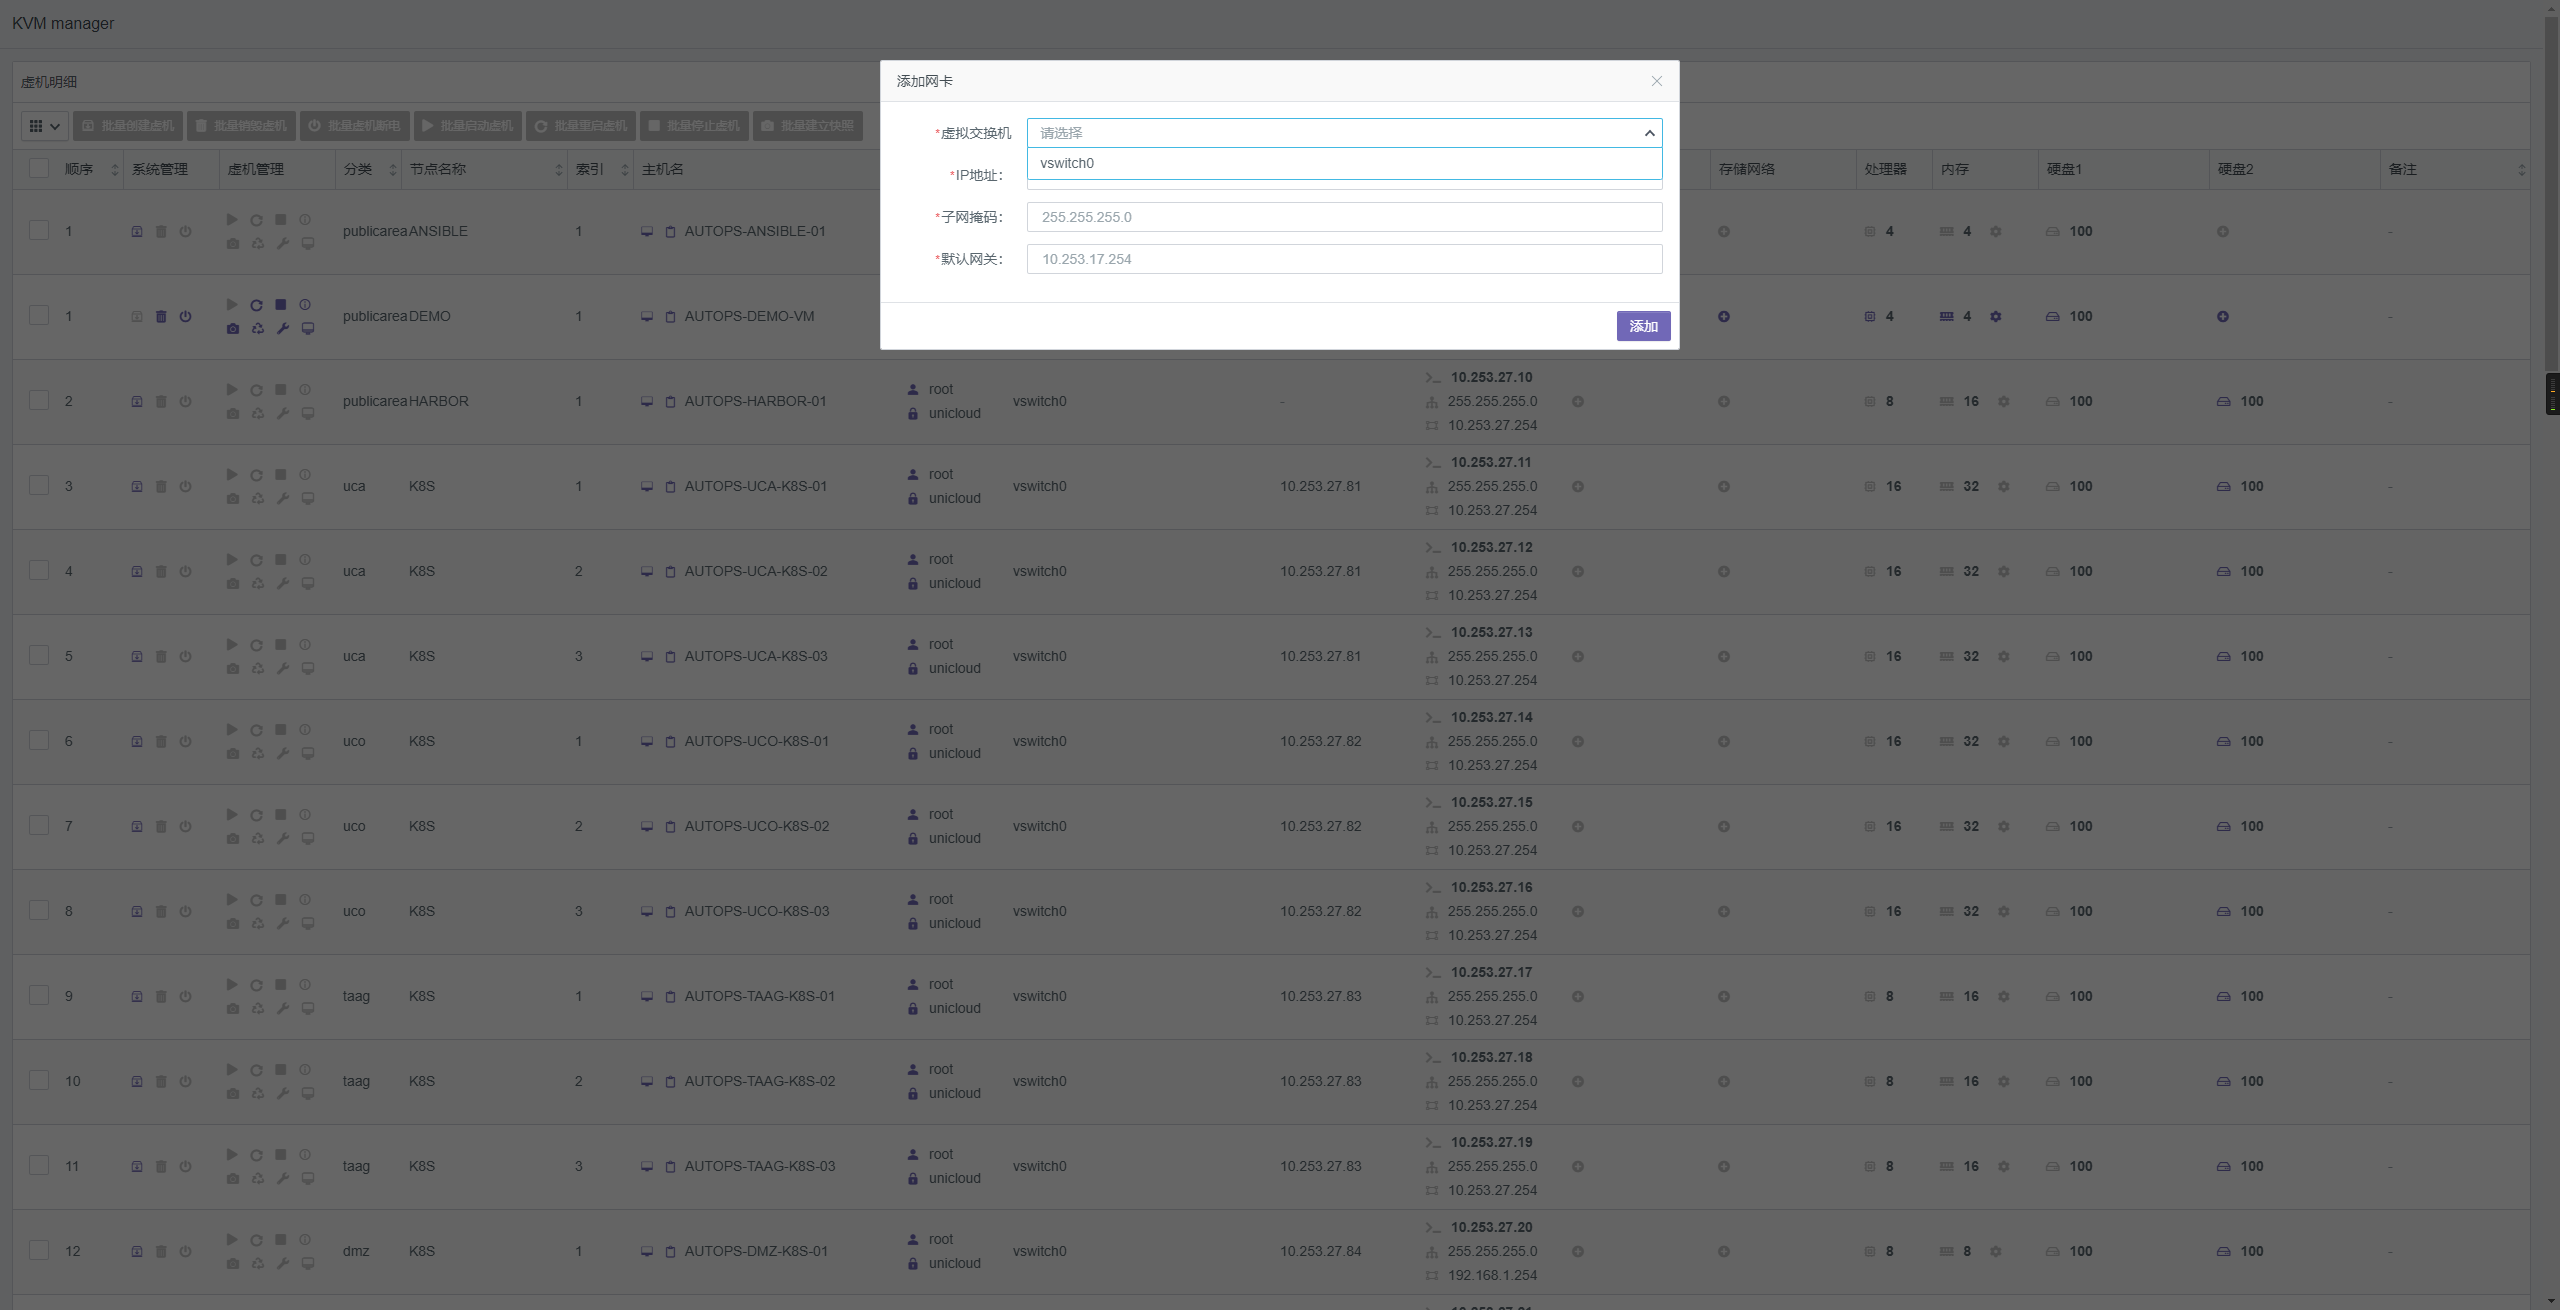 KVM manager
虚机明细
批量创建虚机 批量销毁虚机 批量虚机断电 批量启动虚机 批量重启虚机 批量停止虚机 批量建立快照
添加网卡
*虚拟交换机 请选择
vswitch0
*IP地址:
*子网掩码: 255.255.255.0
*默认网关: 10.253.17.254
添加
顺序 系统管理 虚机管理 分类 节点名称 索引 主机名 存储网络 处理器 内存 硬盘1 硬盘2 备注
1 publicarea ANSIBLE 1 AUTOPS-ANSIBLE-01 4 4 100 -
1 publicarea DEMO 1 AUTOPS-DEMO-VM 4 4 100 -
root 10.253.27.10
2 publicarea HARBOR 1 AUTOPS-HARBOR-01 vswitch0 - 255.255.255.0 8 16 100 100 -
unicloud 10.253.27.254
root 10.253.27.11
3 uca K8S 1 AUTOPS-UCA-K8S-01 vswitch0 10.253.27.81 255.255.255.0 16 32 100 100 -
unicloud 10.253.27.254
root 10.253.27.12
4 uca K8S 2 AUTOPS-UCA-K8S-02 vswitch0 10.253.27.81 255.255.255.0 16 32 100 100 -
unicloud 10.253.27.254
root 10.253.27.13
5 uca K8S 3 AUTOPS-UCA-K8S-03 vswitch0 10.253.27.81 255.255.255.0 16 32 100 100 -
unicloud 10.253.27.254
root 10.253.27.14
6 uco K8S 1 AUTOPS-UCO-K8S-01 vswitch0 10.253.27.82 255.255.255.0 16 32 100 100 -
unicloud 10.253.27.254
root 10.253.27.15
7 uco K8S 2 AUTOPS-UCO-K8S-02 vswitch0 10.253.27.82 255.255.255.0 16 32 100 100 -
unicloud 10.253.27.254
root 10.253.27.16
8 uco K8S 3 AUTOPS-UCO-K8S-03 vswitch0 10.253.27.82 255.255.255.0 16 32 100 100 -
unicloud 10.253.27.254
root 10.253.27.17
9 taag K8S 1 AUTOPS-TAAG-K8S-01 vswitch0 10.253.27.83 255.255.255.0 8 16 100 100 -
unicloud 10.253.27.254
root 10.253.27.18
10 taag K8S 2 AUTOPS-TAAG-K8S-02 vswitch0 10.253.27.83 255.255.255.0 8 16 100 100 -
unicloud 10.253.27.254
root 10.253.27.19
11 taag K8S 3 AUTOPS-TAAG-K8S-03 vswitch0 10.253.27.83 255.255.255.0 8 16 100 100 -
unicloud 10.253.27.254
root 10.253.27.20
12 dmz K8S 1 AUTOPS-DMZ-K8S-01 vswitch0 10.253.27.84 255.255.255.0 8 8 100 100 -
unicloud 192.168.1.254